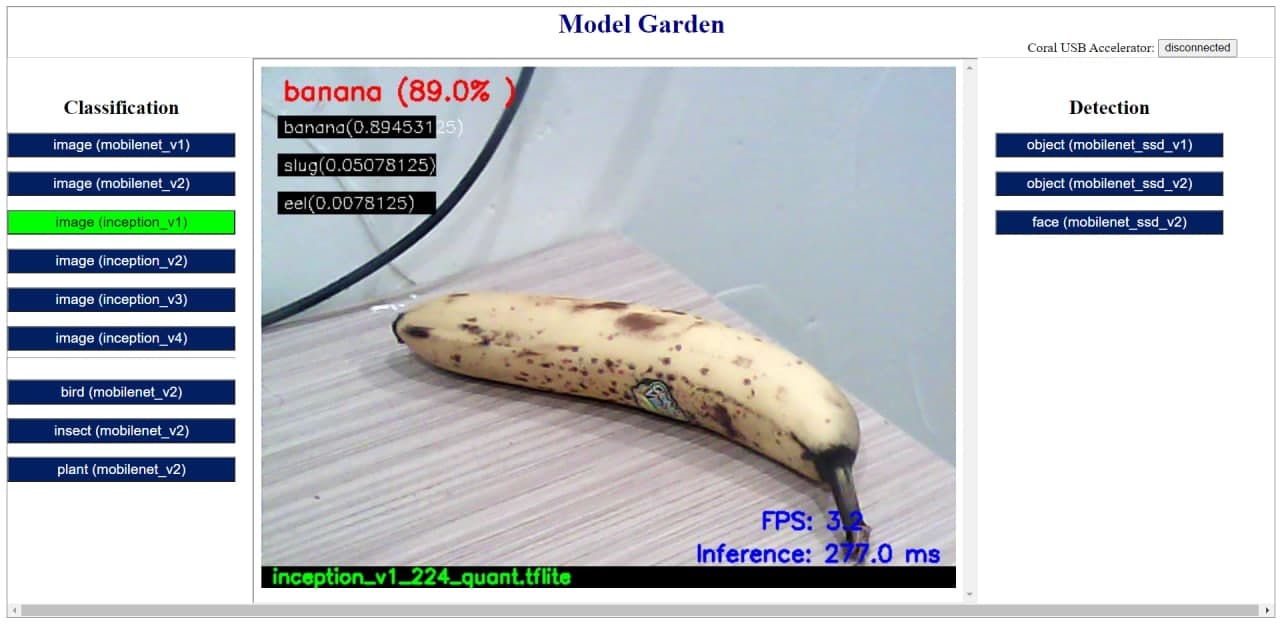 Model Garden
Coral USB Accelerator: disconnected
Classification
image (mobilenet_v1)
image (mobilenet_v2)
image (inception_v1)
image (inception_v2)
image (inception_v3)
image (inception_v4)
bird (mobilenet_v2)
insect (mobilenet_v2)
plant (mobilenet_v2)
banana (89.0% )
banana(0.89453125)
slug(0.05078125)
eel(0.0078125)
FPS: 3.2
Inference: 277.0 ms
inception_v1_224_quant.tflite
Detection
object (mobilenet_ssd_v1)
object (mobilenet_ssd_v2)
face (mobilenet_ssd_v2)